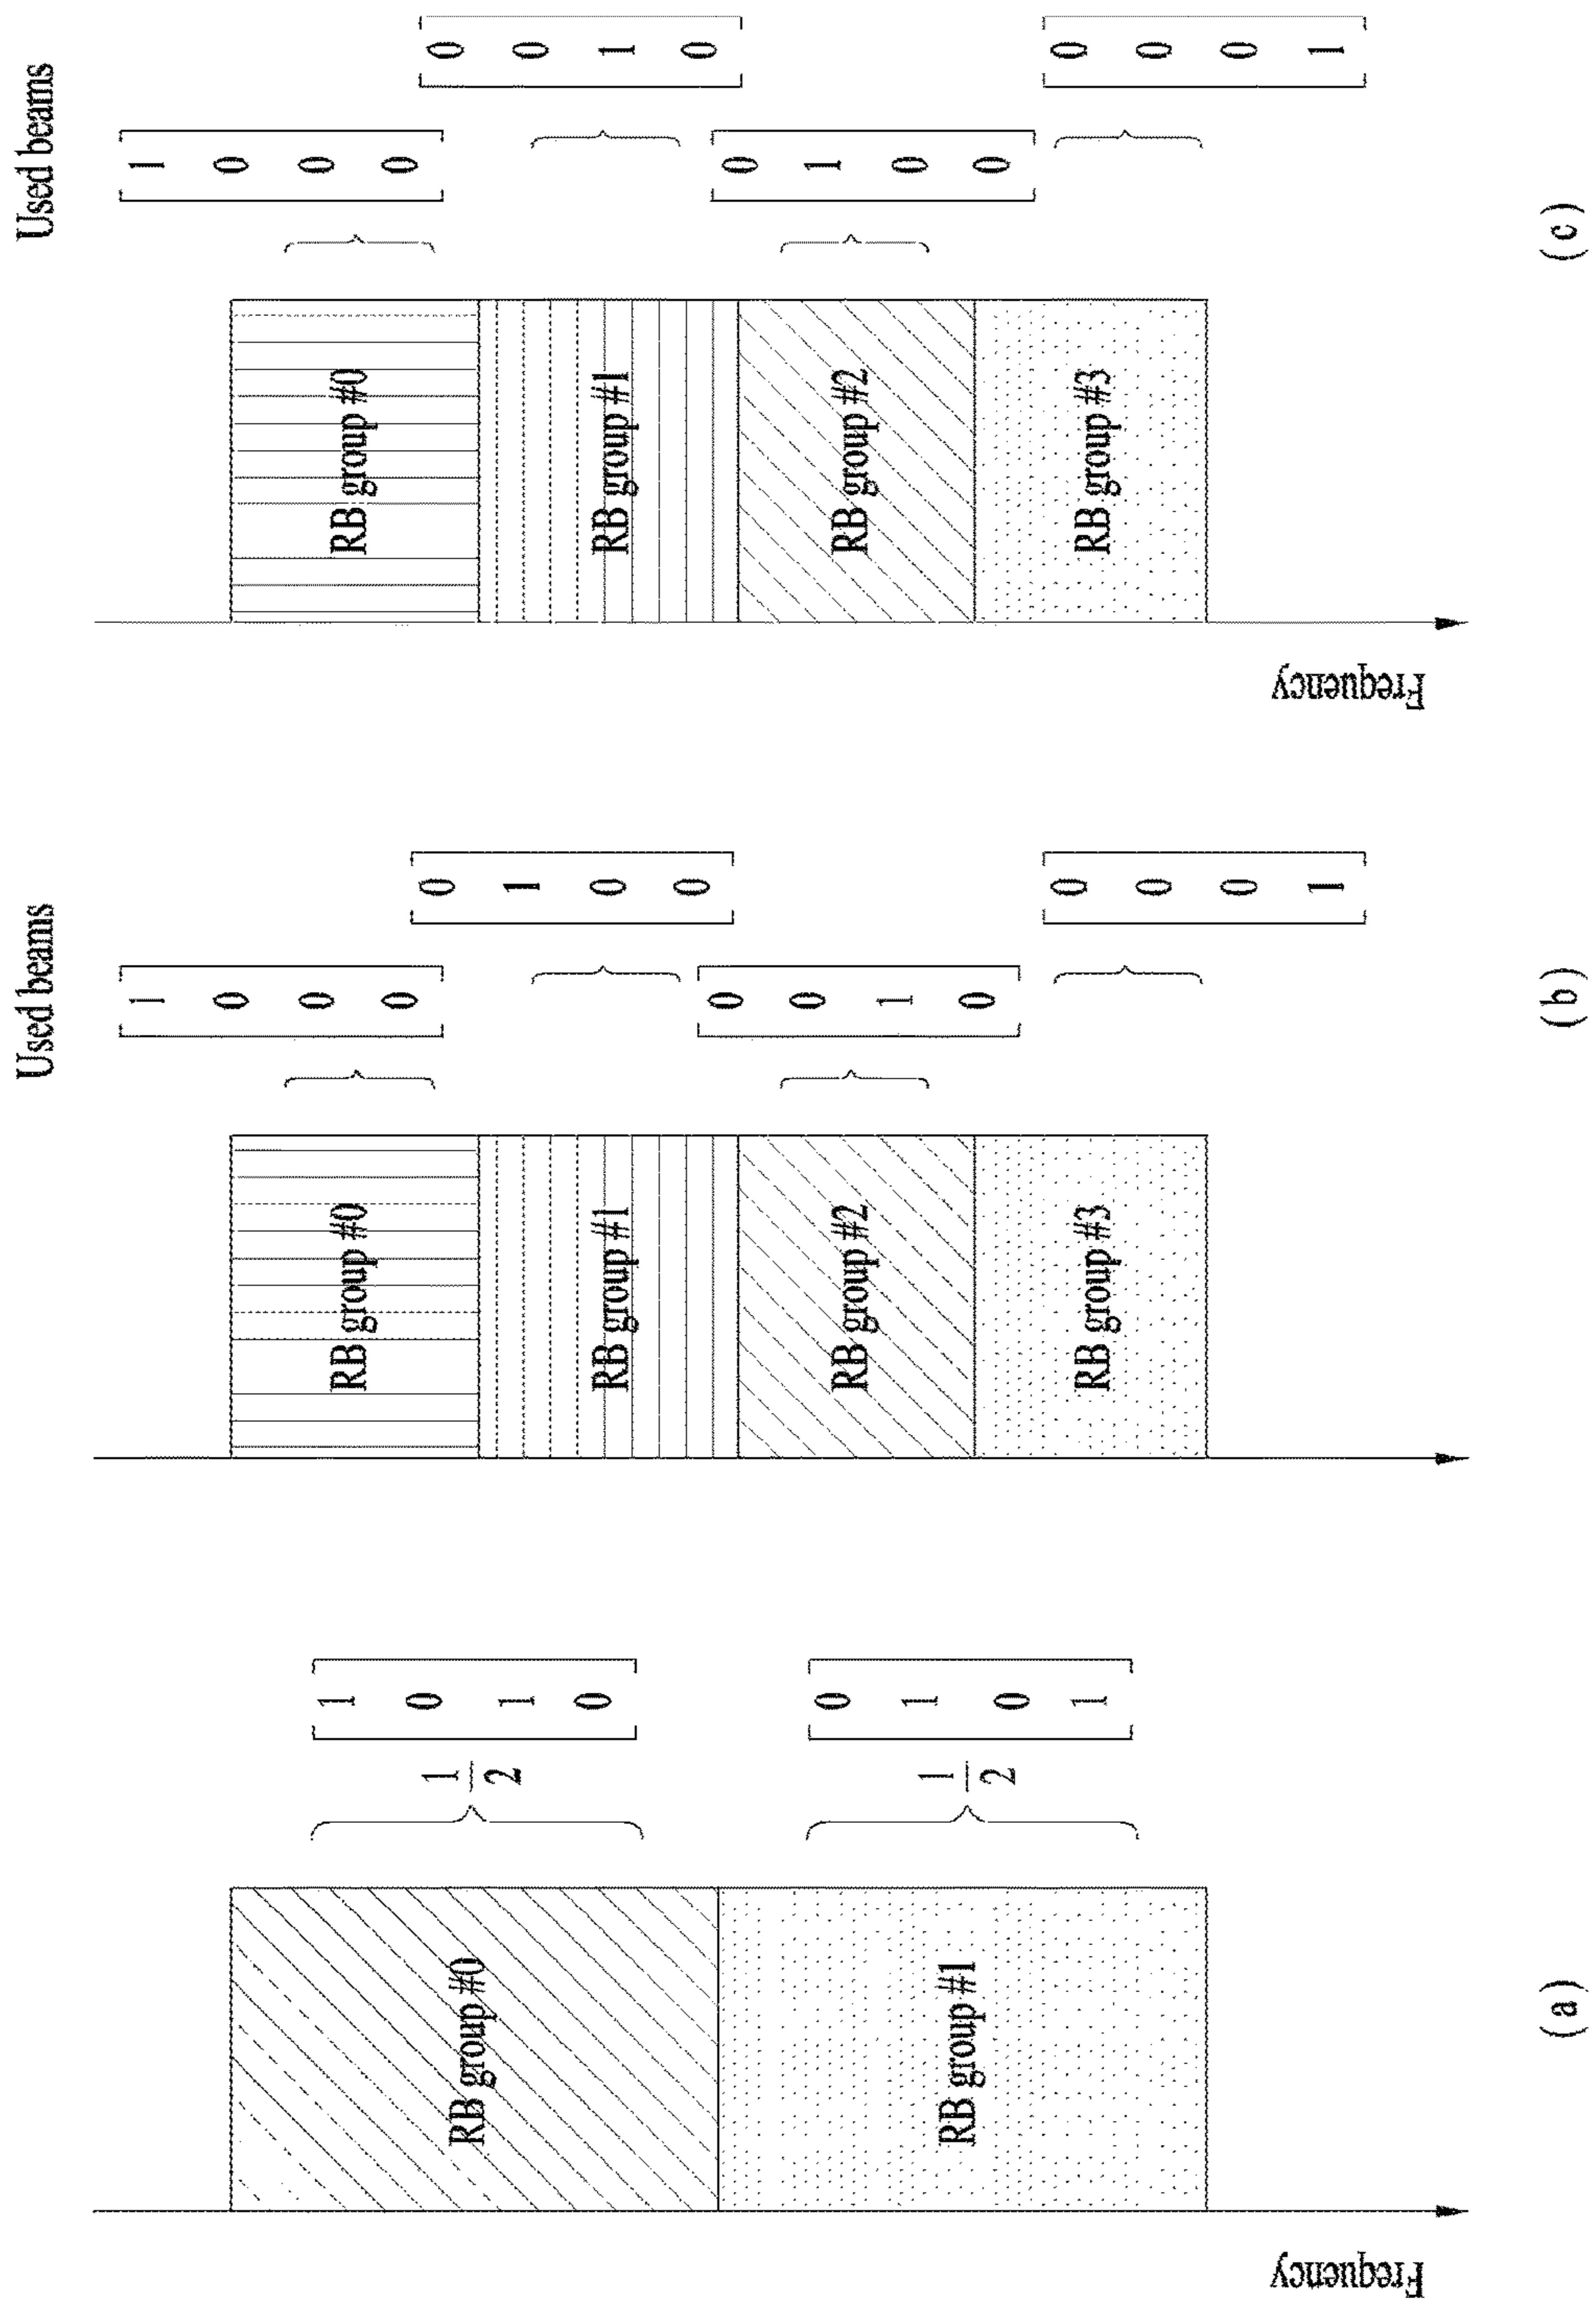 Frequency
RB group #0
1
2
1 0 1 0
RB group #1
1
2
0 1 0 1
(a)
Used beams
RB group #0
1 0 0 0
RB group #1
0 1 0 0
RB group #2
0 0 1 0
RB group #3
0 0 0 1
(b)
Used beams
Frequency
RB group #0
1 0 0 0
RB group #1
0 0 1 0
RB group #2
0 1 0 0
RB group #3
0 0 0 1
(c)